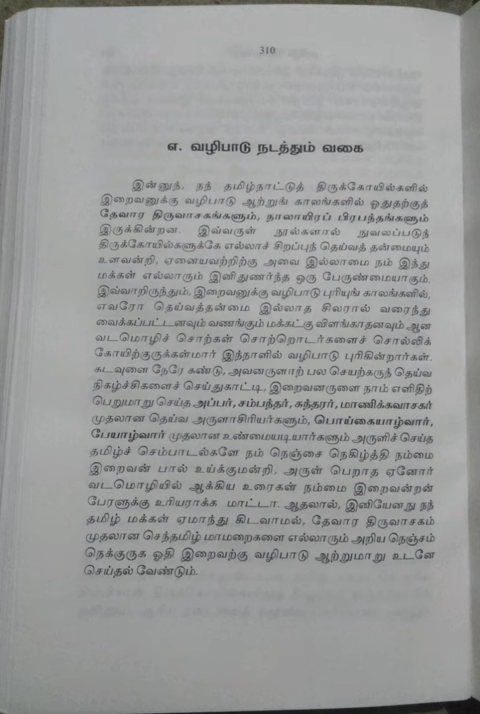 310
எ. வழிபாடு நடத்தும் வகை
இன்னுந், நந் தமிழ்நாட்டுத் திருக்கோயில்களில்
இறைவனுக்கு வழிபாடு ஆற்றுங் காலங்களில் ஓதுதற்குத்
தேவார திருவாசகங்களும், நாலாயிரப் பிரபந்தங்களும்
இருக்கின்றன. இவ்வருள் நூல்களால் நுவலப்படுந்
திருக்கோயில்களுக்கே எல்லாச் சிறப்புந் தெய்வத் தன்மையும்
உளவன்றி, ஏனையவற்றிற்கு அவை இல்லாமை நம் இந்து
மக்கள் எல்லாரும் இனிதுணர்ந்த ஒரு பேருண்மையாகும்.
இவ்வாறிருந்தும், இறைவனுக்கு வழிபாடு புரியுங் காலங்களில்,
எவரோ தெய்வத்தன்மை இல்லாத சிலரால் வரைந்து
வைக்கப்பட்டனவும் வணங்கும் மக்கட்கு விளங்காதனவும் ஆன
வடமொழிச் சொற்கள் சொற்றொடர்களைச் சொல்லிக்
கோயிற்குருக்கள்மார் இந்நாளில் வழிபாடு புரிகின்றார்கள்.
கடவுளை நேரே கண்டு, அவனருளாற் பல செயற்கருந் தெய்வ
நிகழ்ச்சிகளைச் செய்துகாட்டி, இறைவனருளை நாம் எளிதிற்
பெறுமாறு செய்த அப்பர், சம்பந்தர், சுந்தரர், மாணிக்கவாசகர்
முதலான தெய்வ அருளாசிரியர்களும், பொய்கையாழ்வார்,
பேயாழ்வார் முதலான உண்மையடியார்களும் அருளிச் செய்த
தமிழ்ச் செம்பாடல்களே நம் நெஞ்சை நெகிழ்த்தி நம்மை
இறைவன் பால் உய்க்குமன்றி, அருள் பெறாத ஏனோர்
வடமொழியில் ஆக்கிய உரைகள் நம்மை இறைவன்றன்
பேரளுக்கு உரியராக்க மாட்டா. ஆதலால், இனியேனு நந்
தமிழ் மக்கள் ஏமாந்து கிடவாமல், தேவார திருவாசகம்
முதலான செந்தமிழ் மாமறைகளை எல்லாரும் அறிய நெஞ்சம்
நெக்குருக ஓதி இறைவற்கு வழிபாடு ஆற்றுமாறு உடனே
செய்தல் வேண்டும்.